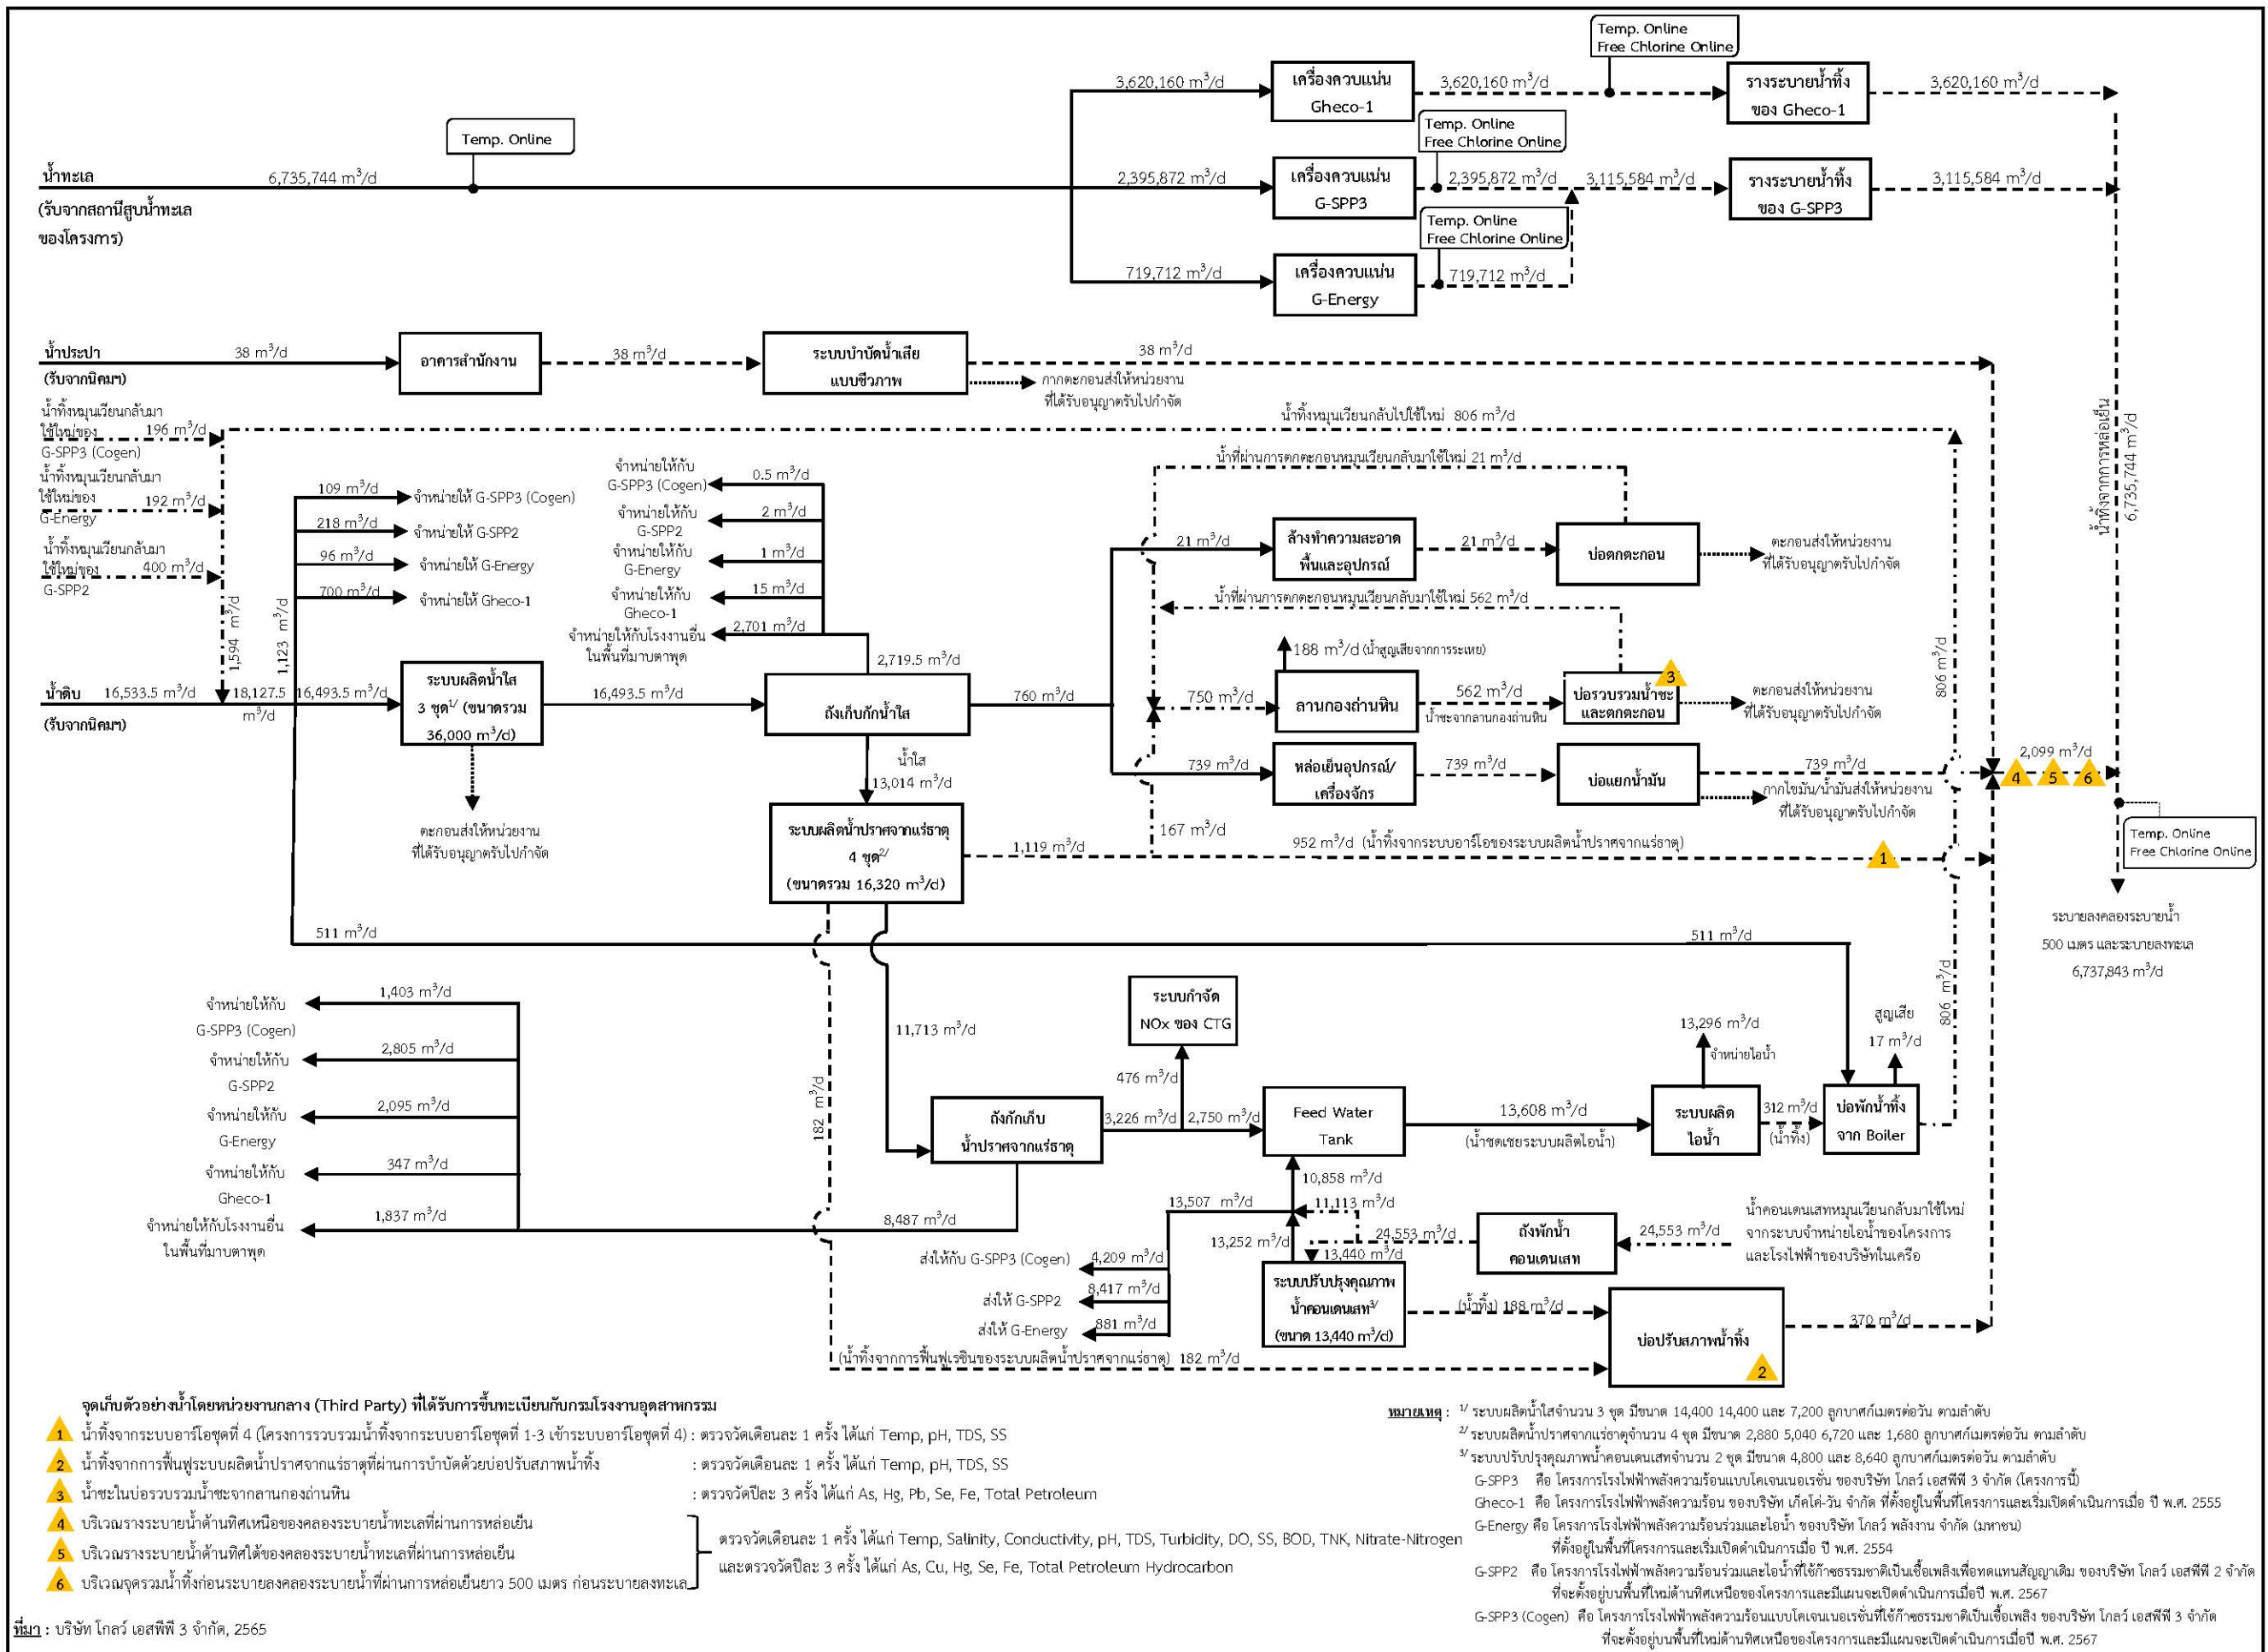 Temp. Online
Free Chlorine Online
3,620,160 m³/d
เครื่องควบแน่น
Gheco-1
3,620,160 m³/d
รางระบายน้ำทิ้ง
ของ Gheco-1
3,620,160 m³/d
Temp. Online
Temp. Online
Free Chlorine Online
น้ำทะเล
6,735,744 m³/d
(รับจากสถานีสูบน้ำทะเล
ของโครงการ)
2,395,872 m³/d
เครื่องควบแน่น
G-SPP3
2,395,872 m³/d
3,115,584 m³/d
รางระบายน้ำทิ้ง
ของ G-SPP3
3,115,584 m³/d
Temp. Online
Free Chlorine Online
719,712 m³/d
เครื่องควบแน่น
G-Energy
719,712 m³/d
น้ำทิ้งจากการหล่อเย็น
6,735,744 m³/d
น้ำประปา
38 m³/d
(รับจากนิคมฯ)
อาคารสำนักงาน
38 m³/d
ระบบบำบัดน้ำเสีย
แบบชีวภาพ
38 m³/d
กากตะกอนส่งให้หน่วยงาน
ที่ได้รับอนุญาตรับไปกำจัด
น้ำทิ้งหมุนเวียนกลับมา
ใช้ใหม่ของ 196 m³/d
G-SPP3 (Cogen)
น้ำทิ้งหมุนเวียนกลับมา
ใช้ใหม่ของ 192 m³/d
G-Energy
น้ำทิ้งหมุนเวียนกลับมา
ใช้ใหม่ของ 400 m³/d
G-SPP2
1,594 m³/d
1,123 m³/d
น้ำทิ้งหมุนเวียนกลับไปใช้ใหม่ 806 m³/d
109 m³/d
จำหน่ายให้ G-SPP3 (Cogen)
218 m³/d
จำหน่ายให้ G-SPP2
96 m³/d
จำหน่ายให้ G-Energy
700 m³/d
จำหน่ายให้ Gheco-1
จำหน่ายให้กับ
G-SPP3 (Cogen)
0.5 m³/d
จำหน่ายให้กับ
G-SPP2
2 m³/d
จำหน่ายให้กับ
G-Energy
1 m³/d
จำหน่ายให้กับ
Gheco-1
15 m³/d
จำหน่ายให้กับโรงงานอื่น
ในพื้นที่มาบตาพุด
2,701 m³/d
2,719.5 m³/d
น้ำที่ผ่านการตกตะกอนหมุนเวียนกลับมาใช้ใหม่ 21 m³/d
21 m³/d
ล้างทำความสะอาด
พื้นและอุปกรณ์
21 m³/d
บ่อตกตะกอน
ตะกอนส่งให้หน่วยงาน
ที่ได้รับอนุญาตรับไปกำจัด
น้ำที่ผ่านการตกตะกอนหมุนเวียนกลับมาใช้ใหม่ 562 m³/d
188 m³/d (น้ำสูญเสียจากการระเหย)
น้ำดิบ
16,533.5 m³/d
(รับจากนิคมฯ)
18,127.5
m³/d
16,493.5 m³/d
ระบบผลิตน้ำใส
3 ชุด¹/ (ขนาดรวม
36,000 m³/d)
16,493.5 m³/d
ถังเก็บกักน้ำใส
760 m³/d
750 m³/d
ลานกองถ่านหิน
562 m³/d
น้ำชะจากลานกองถ่านหิน
บ่อรวบรวมน้ำชะ
และตกตะกอน
3
ตะกอนส่งให้หน่วยงาน
ที่ได้รับอนุญาตรับไปกำจัด
806 m³/d
ตะกอนส่งให้หน่วยงาน
ที่ได้รับอนุญาตรับไปกำจัด
น้ำใส
13,014 m³/d
739 m³/d
หล่อเย็นอุปกรณ์/
เครื่องจักร
739 m³/d
บ่อแยกน้ำมัน
739 m³/d
กากไขมัน/น้ำมันส่งให้หน่วยงาน
ที่ได้รับอนุญาตรับไปกำจัด
2,099 m³/d
4 5 6
Temp. Online
Free Chlorine Online
ระบบผลิตน้ำปราศจากแร่ธาตุ
4 ชุด²/
(ขนาดรวม 16,320 m³/d)
1,119 m³/d
167 m³/d
952 m³/d (น้ำทิ้งจากระบบอาร์โอของระบบผลิตน้ำปราศจากแร่ธาตุ)
1
ระบายลงคลองระบายน้ำ
500 เมตร และระบายลงทะเล
6,737,843 m³/d
511 m³/d
511 m³/d
806 m³/d
1,403 m³/d
จำหน่ายให้กับ
G-SPP3 (Cogen)
2,805 m³/d
จำหน่ายให้กับ
G-SPP2
2,095 m³/d
จำหน่ายให้กับ
G-Energy
347 m³/d
จำหน่ายให้กับ
Gheco-1
1,837 m³/d
จำหน่ายให้กับโรงงานอื่น
ในพื้นที่มาบตาพุด
8,487 m³/d
182 m³/d
11,713 m³/d
ระบบกำจัด
NOx ของ CTG
476 m³/d
ถังกักเก็บ
น้ำปราศจากแร่ธาตุ
3,226 m³/d
2,750 m³/d
Feed Water
Tank
13,608 m³/d
(น้ำชดเชยระบบผลิตไอน้ำ)
13,296 m³/d
จำหน่ายไอน้ำ
ระบบผลิต
ไอน้ำ
312 m³/d
(น้ำทิ้ง)
สูญเสีย
17 m³/d
บ่อพักน้ำทิ้ง
จาก Boiler
10,858 m³/d
13,507 m³/d
11,113 m³/d
13,252 m³/d
24,553 m³/d
13,440 m³/d
ถังพักน้ำ
คอนเดนเสท
24,553 m³/d
น้ำคอนเดนเสทหมุนเวียนกลับมาใช้ใหม่
จากระบบจำหน่ายไอน้ำของโครงการ
และโรงไฟฟ้าของบริษัทในเครือ
ส่งให้กับ G-SPP3 (Cogen)
4,209 m³/d
ส่งให้ G-SPP2
8,417 m³/d
ส่งให้ G-Energy
881 m³/d
ระบบปรับปรุงคุณภาพ
น้ำคอนเดนเสท³/
(ขนาด 13,440 m³/d)
(น้ำทิ้ง) 188 m³/d
บ่อปรับสภาพน้ำทิ้ง
2
370 m³/d
(น้ำทิ้งจากการฟื้นฟูเรซินของระบบผลิตน้ำปราศจากแร่ธาตุ) 182 m³/d
จุดเก็บตัวอย่างน้ำโดยหน่วยงานกลาง (Third Party) ที่ได้รับการขึ้นทะเบียนกับกรมโรงงานอุตสาหกรรม
1 น้ำทิ้งจากระบบอาร์โอชุดที่ 4 (โครงการรวบรวมน้ำทิ้งจากระบบอาร์โอชุดที่ 1-3 เข้าระบบอาร์โอชุดที่ 4) : ตรวจวัดเดือนละ 1 ครั้ง ได้แก่ Temp, pH, TDS, SS
2 น้ำทิ้งจากการฟื้นฟูระบบผลิตน้ำปราศจากแร่ธาตุที่ผ่านการบำบัดด้วยบ่อปรับสภาพน้ำทิ้ง : ตรวจวัดเดือนละ 1 ครั้ง ได้แก่ Temp, pH, TDS, SS
3 น้ำชะในบ่อรวบรวมน้ำชะจากลานกองถ่านหิน : ตรวจวัดปีละ 3 ครั้ง ได้แก่ As, Hg, Pb, Se, Fe, Total Petroleum
4 บริเวณรางระบายน้ำด้านทิศเหนือของคลองระบายน้ำทะเลที่ผ่านการหล่อเย็น
5 บริเวณรางระบายน้ำด้านทิศใต้ของคลองระบายน้ำทะเลที่ผ่านการหล่อเย็น
6 บริเวณจุดรวมน้ำทิ้งก่อนระบายลงคลองระบายน้ำที่ผ่านการหล่อเย็นยาว 500 เมตร ก่อนระบายลงทะเล
ตรวจวัดเดือนละ 1 ครั้ง ได้แก่ Temp, Salinity, Conductivity, pH, TDS, Turbidity, DO, SS, BOD, TNK, Nitrate-Nitrogen
และตรวจวัดปีละ 3 ครั้ง ได้แก่ As, Cu, Hg, Se, Fe, Total Petroleum Hydrocarbon
ที่มา : บริษัท โกลว์ เอสพีพี 3 จำกัด, 2565
หมายเหตุ : ¹/ ระบบผลิตน้ำใสจำนวน 3 ชุด มีขนาด 14,400 14,400 และ 7,200 ลูกบาศก์เมตรต่อวัน ตามลำดับ
²/ ระบบผลิตน้ำปราศจากแร่ธาตุจำนวน 4 ชุด มีขนาด 2,880 5,040 6,720 และ 1,680 ลูกบาศก์เมตรต่อวัน ตามลำดับ
³/ ระบบปรับปรุงคุณภาพน้ำคอนเดนเสทจำนวน 2 ชุด มีขนาด 4,800 และ 8,640 ลูกบาศก์เมตรต่อวัน ตามลำดับ
G-SPP3 คือ โครงการโรงไฟฟ้าพลังความร้อนแบบโคเจนเนอเรชั่น ของบริษัท โกลว์ เอสพีพี 3 จำกัด (โครงการนี้)
Gheco-1 คือ โครงการโรงไฟฟ้าพลังความร้อน ของบริษัท เก็คโค่-วัน จำกัด ที่ตั้งอยู่ในพื้นที่โครงการและเริ่มเปิดดำเนินการเมื่อ ปี พ.ศ. 2555
G-Energy คือ โครงการโรงไฟฟ้าพลังความร้อนร่วมและไอน้ำ ของบริษัท โกลว์ พลังงาน จำกัด (มหาชน)
ที่ตั้งอยู่ในพื้นที่โครงการและเริ่มเปิดดำเนินการเมื่อ ปี พ.ศ. 2554
G-SPP2 คือ โครงการโรงไฟฟ้าพลังความร้อนร่วมและไอน้ำที่ใช้ก๊าซธรรมชาติเป็นเชื้อเพลิงเพื่อทดแทนสัญญาเดิม ของบริษัท โกลว์ เอสพีพี 2 จำกัด
ที่จะตั้งอยู่บนพื้นที่ใหม่ด้านทิศเหนือของโครงการและมีแผนจะเปิดดำเนินการเมื่อปี พ.ศ. 2567
G-SPP3 (Cogen) คือ โครงการโรงไฟฟ้าพลังความร้อนแบบโคเจนเนอเรชั่นที่ใช้ก๊าซธรรมชาติเป็นเชื้อเพลิง ของบริษัท โกลว์ เอสพีพี 3 จำกัด
ที่จะตั้งอยู่บนพื้นที่ใหม่ด้านทิศเหนือของโครงการและมีแผนจะเปิดดำเนินการเมื่อปี พ.ศ. 2567